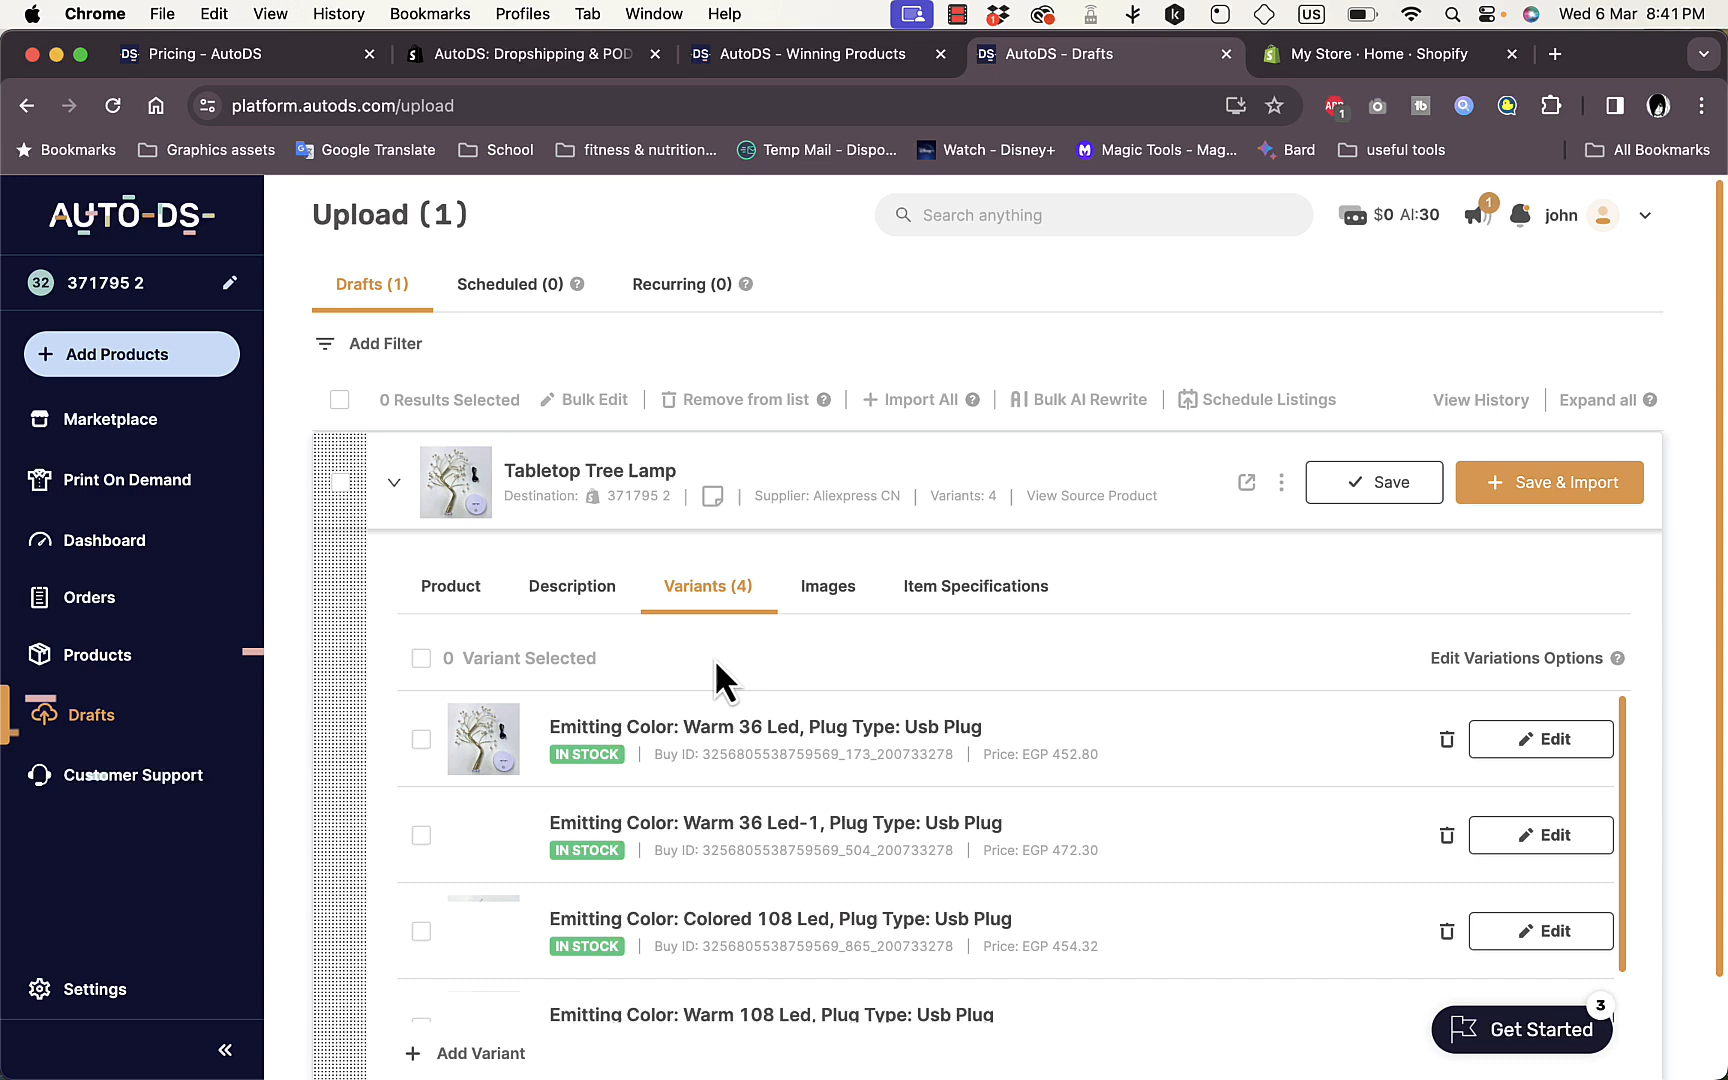 Chrome File Edit View History Bookmarks Profiles Tab Window Help US Wed 6 Mar 8:41 PM
DS Pricing - AutoDS AutoDS: Dropshipping & POD DS AutoDS - Winning Products DS AutoDS - Drafts My Store · Home · Shopify
platform.autods.com/upload
Bookmarks Graphics assets Google Translate School fitness & nutrition... Temp Mail - Dispo... Watch - Disney+ Magic Tools - Mag... Bard useful tools All Bookmarks
AUTO-DS-
32 371795 2
Add Products
Marketplace
Print On Demand
Dashboard
Orders
Products
Drafts
Customer Support
Settings
Upload (1)
Search anything
$0 AI:30
1
john
Drafts (1) Scheduled (0) Recurring (0)
Add Filter
0 Results Selected Bulk Edit Remove from list Import All Bulk AI Rewrite Schedule Listings View History Expand all
Tabletop Tree Lamp
Destination: 371795 2 Supplier: Aliexpress CN Variants: 4 View Source Product
Save
Save & Import
Product Description Variants (4) Images Item Specifications
0 Variant Selected Edit Variations Options
Emitting Color: Warm 36 Led, Plug Type: Usb Plug
IN STOCK Buy ID: 3256805538759569_173_200733278 Price: EGP 452.80
Edit
Emitting Color: Warm 36 Led-1, Plug Type: Usb Plug
IN STOCK Buy ID: 3256805538759569_504_200733278 Price: EGP 472.30
Edit
Emitting Color: Colored 108 Led, Plug Type: Usb Plug
IN STOCK Buy ID: 3256805538759569_865_200733278 Price: EGP 454.32
Edit
Emitting Color: Warm 108 Led, Plug Type: Usb Plug
Add Variant
3
Get Started